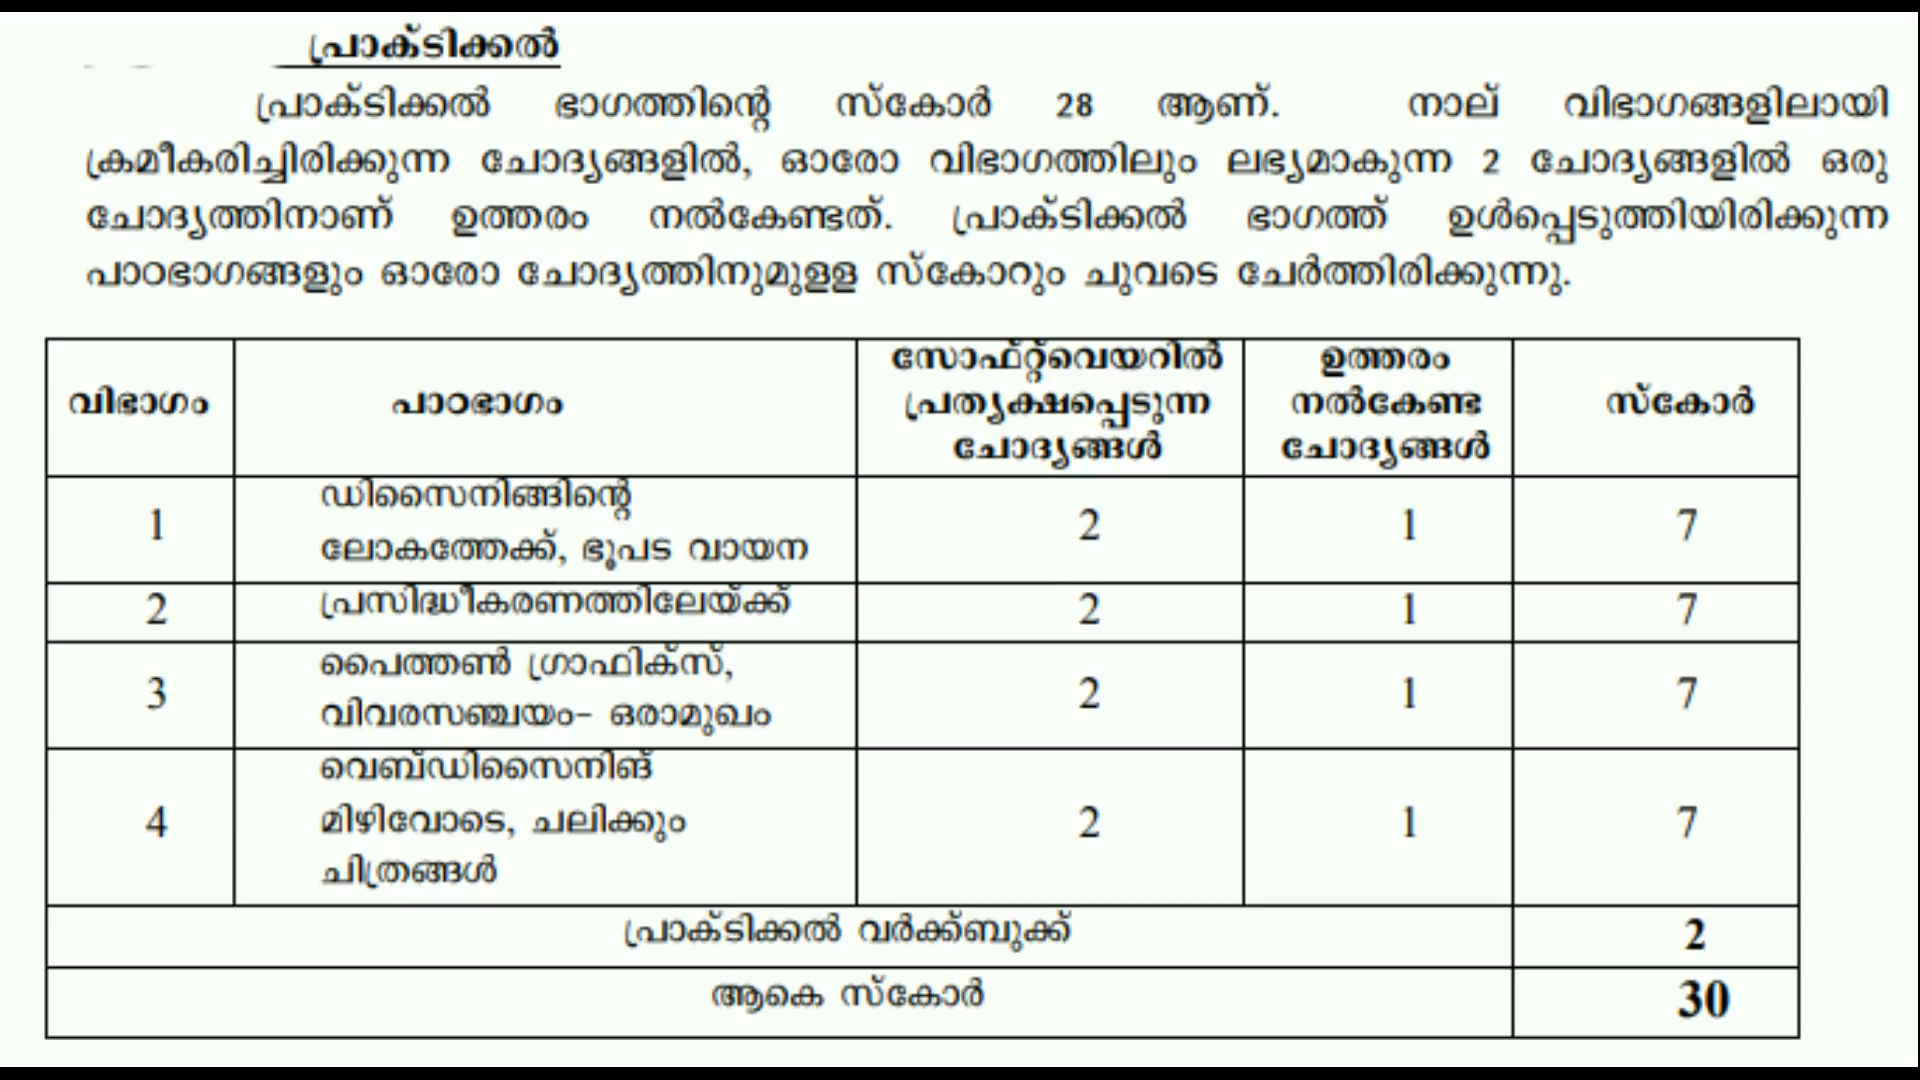 പ്രാക്ടിക്കൽ
പ്രാക്ടിക്കൽ ഭാഗത്തിന്റെ സ്കോർ 28 ആണ്. നാല് വിഭാഗങ്ങളിലായി
ക്രമീകരിച്ചിരിക്കുന്ന ചോദ്യങ്ങളിൽ, ഓരോ വിഭാഗത്തിലും ലഭ്യമാകുന്ന 2 ചോദ്യങ്ങളിൽ ഒരു
ചോദ്യത്തിനാണ് ഉത്തരം നൽകേണ്ടത്. പ്രാക്ടിക്കൽ ഭാഗത്ത് ഉൾപ്പെടുത്തിയിരിക്കുന്ന
പാഠഭാഗങ്ങളും ഓരോ ചോദ്യത്തിനുമുളള സ്കോറും ചുവടെ ചേർത്തിരിക്കുന്നു.
വിഭാഗം
പാഠഭാഗം
സോഫ്റ്റ്‌വെയറിൽ
പ്രത്യക്ഷപ്പെടുന്ന
ചോദ്യങ്ങൾ
ഉത്തരം
നൽകേണ്ട
ചോദ്യങ്ങൾ
സ്കോർ
1
ഡിസൈനിങ്ങിന്റെ
ലോകത്തേക്ക്, ഭൂപട വായന
2
1
7
2
പ്രസിദ്ധീകരണത്തിലേയ്ക്ക്
2
1
7
3
പൈത്തൺ ഗ്രാഫിക്സ്,
വിവരസഞ്ചയം- ഒരാമുഖം
2
1
7
4
വെബ്ഡിസൈനിങ്
മിഴിവോടെ, ചലിക്കും
ചിത്രങ്ങൾ
2
1
7
പ്രാക്ടിക്കൽ വർക്ക്ബുക്ക്
2
ആകെ സ്കോർ
30